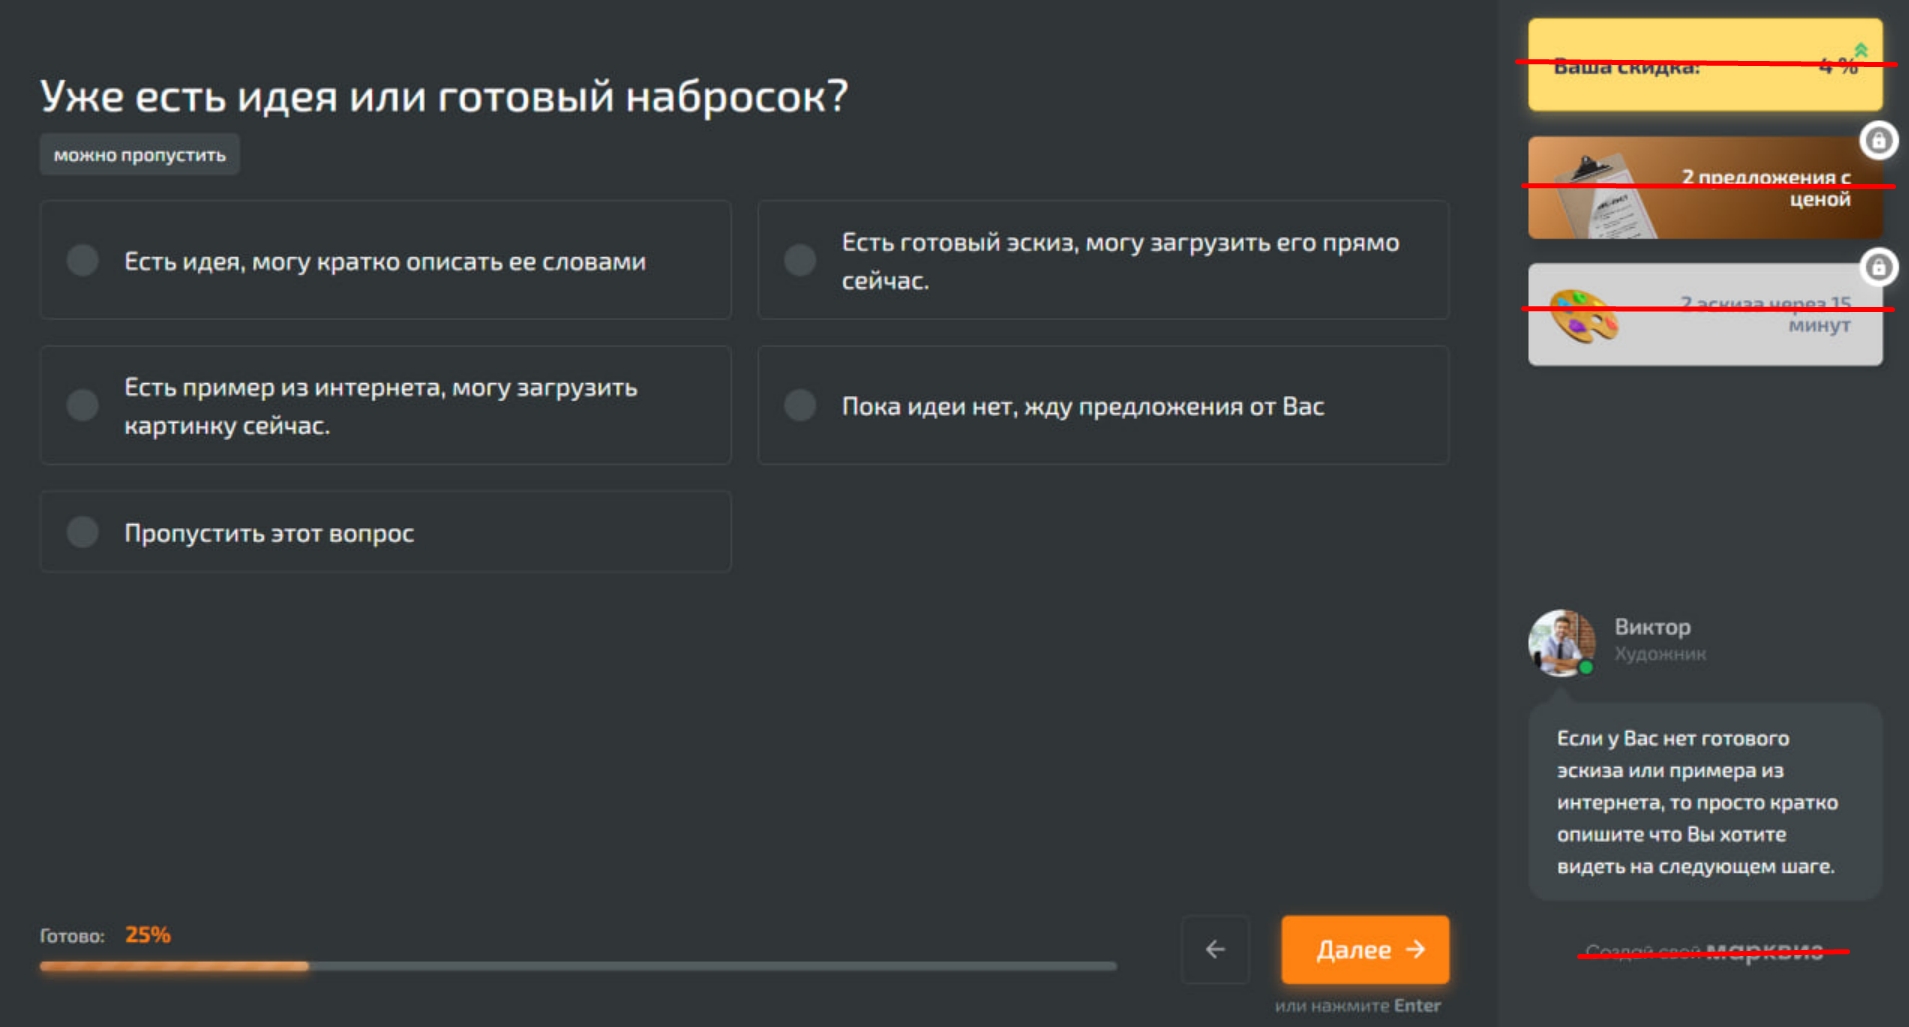 Уже есть идея или готовый набросок?
можно пропустить
Есть идея, могу кратко описать ее словами
Есть готовый эскиз, могу загрузить его прямо
сейчас.
Есть пример из интернета, могу загрузить
картинку сейчас.
Пока идеи нет, жду предложения от Вас
Пропустить этот вопрос
Готово: 25%
Далее →
или нажмите Enter
Ваша скидка: 4 %
2 предложения с
ценой
2 эскиза через 15
минут
Виктор
Художник
Если у Вас нет готового
эскиза или примера из
интернета, то просто кратко
опишите что Вы хотите
видеть на следующем шаге.
Создай свой марквиз